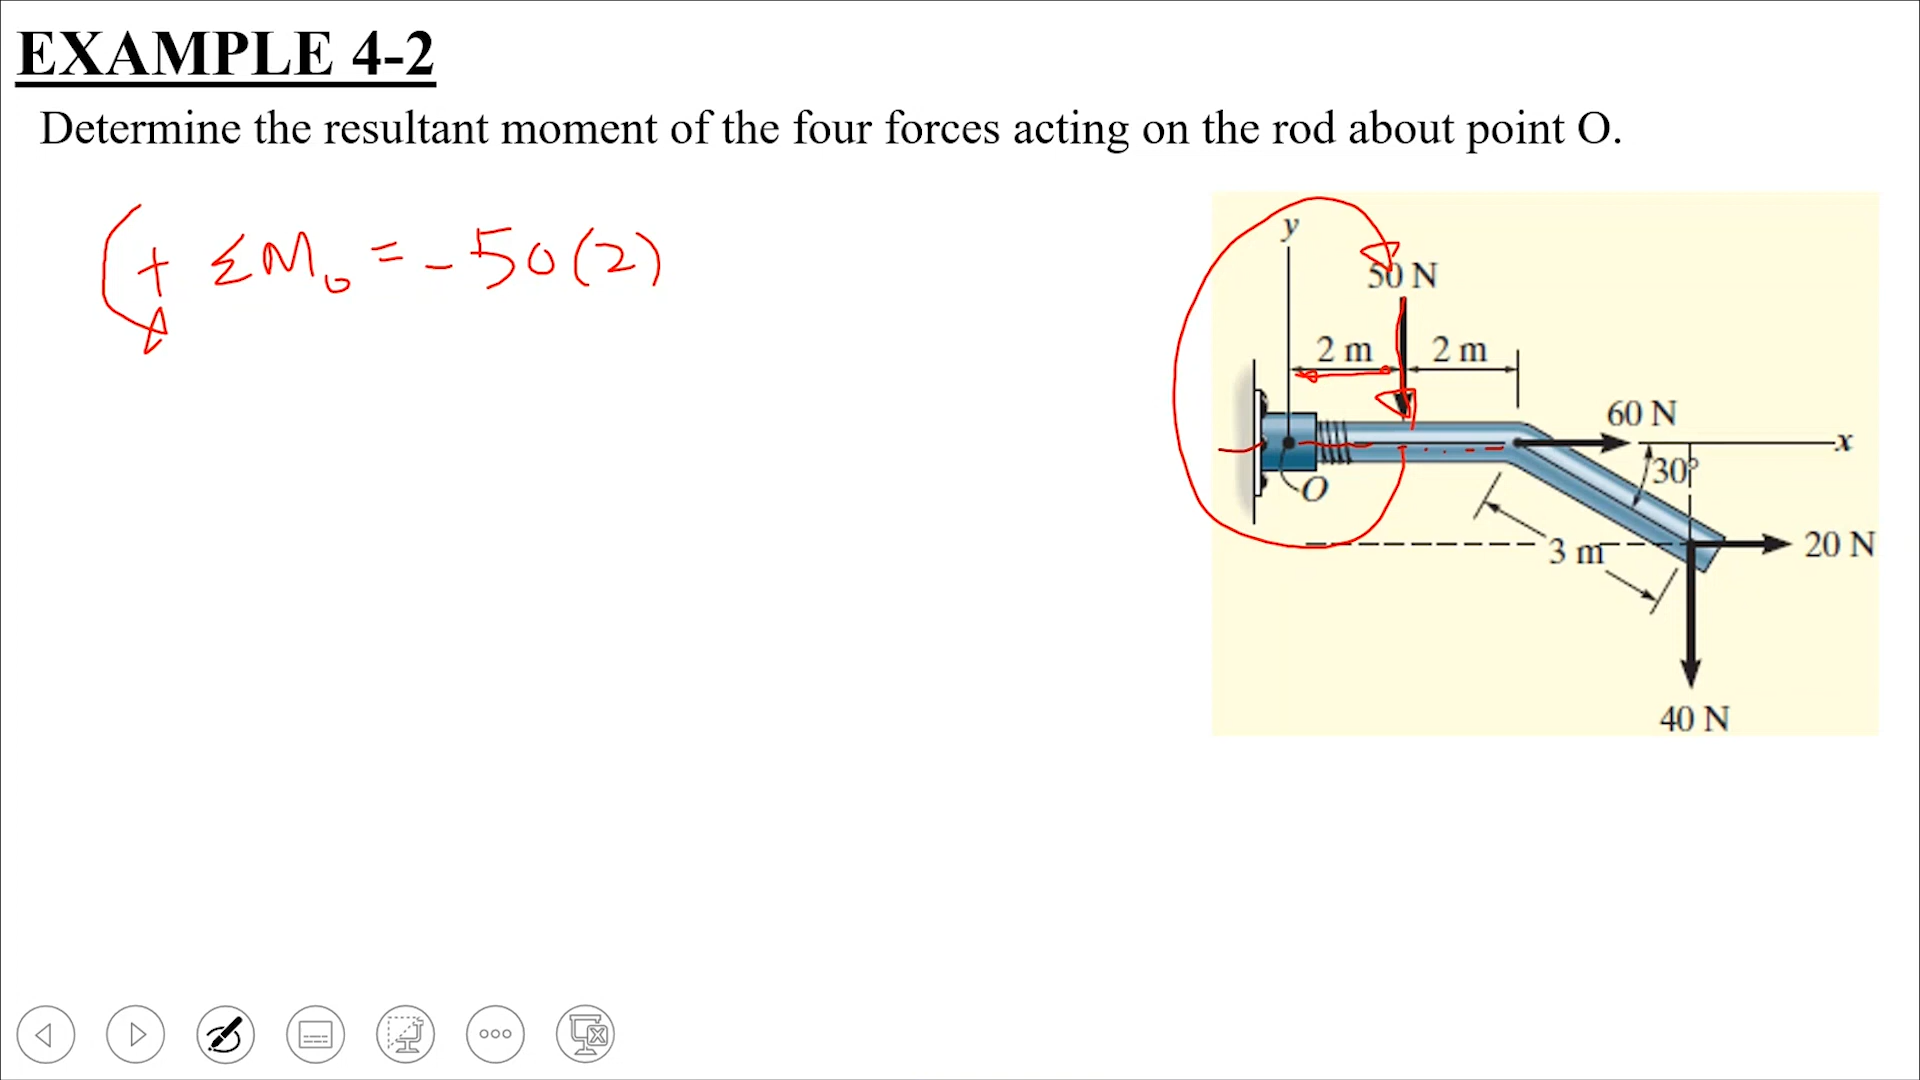 EXAMPLE 4-2
Determine the resultant moment of the four forces acting on the rod about point O.
+ ΣM₀ = -50(2)
y
50 N
2 m
2 m
60 N
x
30°
O
3 m
20 N
40 N